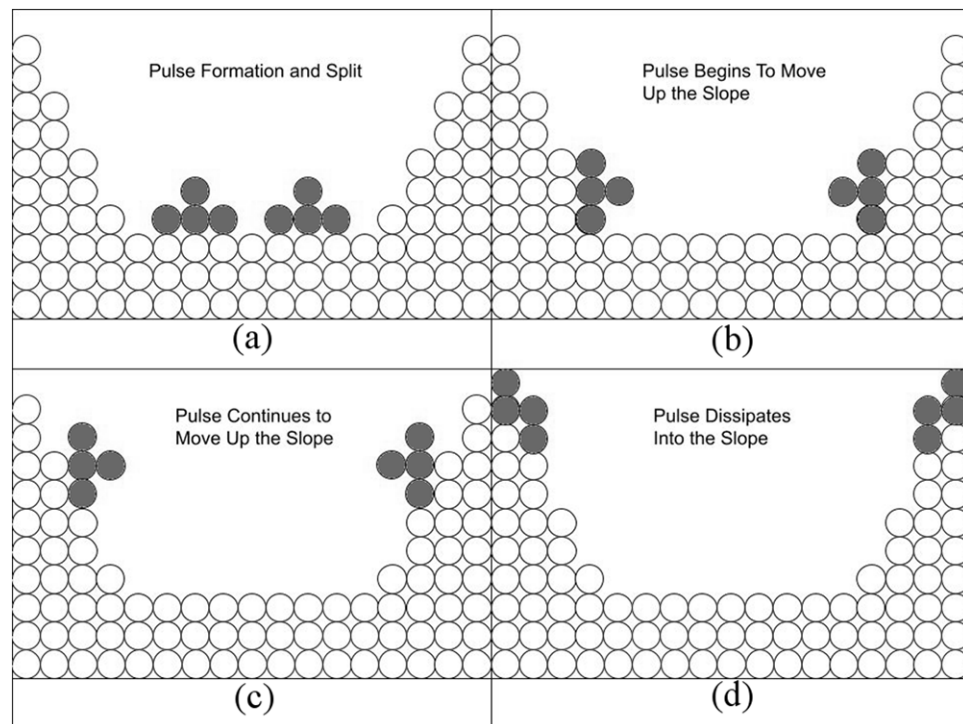 Pulse Formation and Split
Pulse Begins To Move
Up the Slope
(a)
(b)
Pulse Continues to
Move Up the Slope
Pulse Dissipates
Into the Slope
(c)
(d)